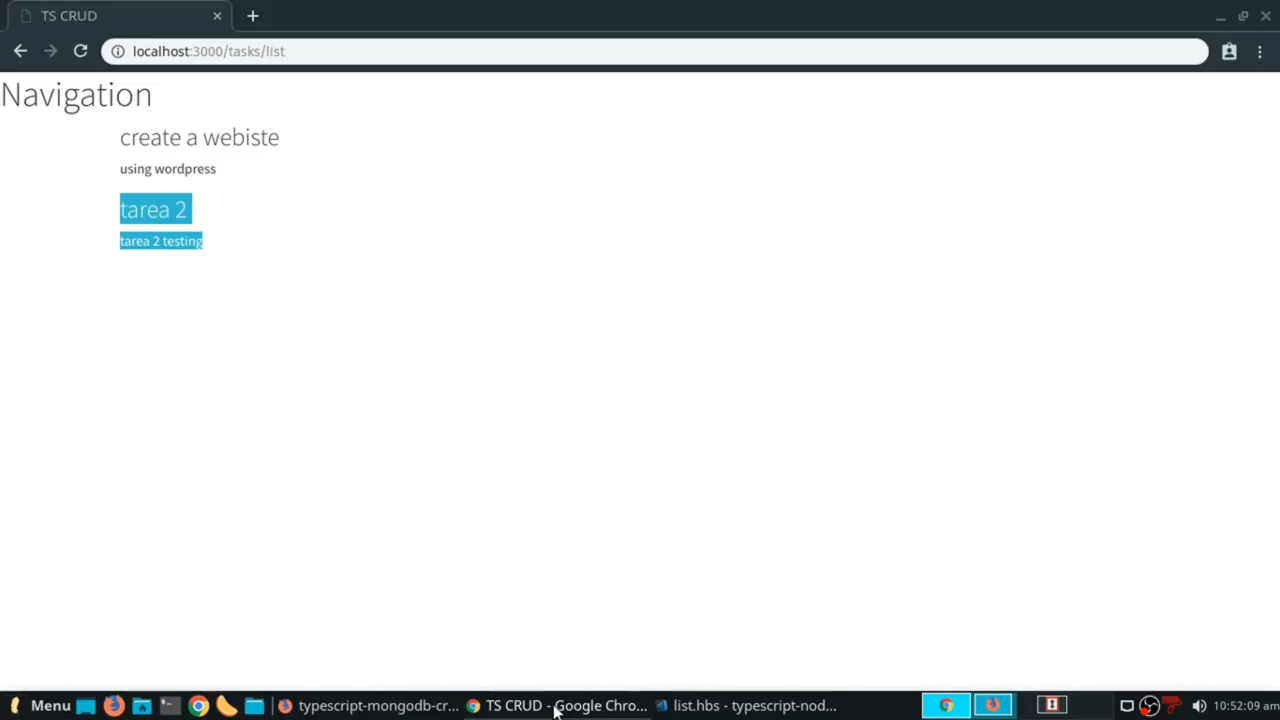 TS CRUD
localhost:3000/tasks/list
Navigation
create a webiste
using wordpress
tarea 2
tarea 2 testing
Menu
typescript-mongodb-cr...
TS CRUD - Google Chro...
list.hbs - typescript-nod...
10:52:09 am